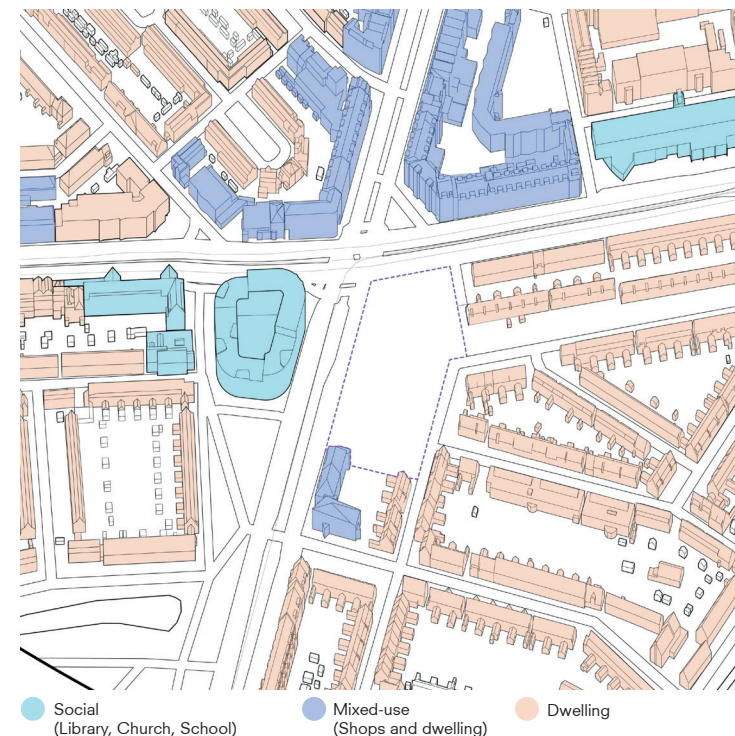 Social
(Library, Church, School)
Mixed-use
(Shops and dwelling)
Dwelling